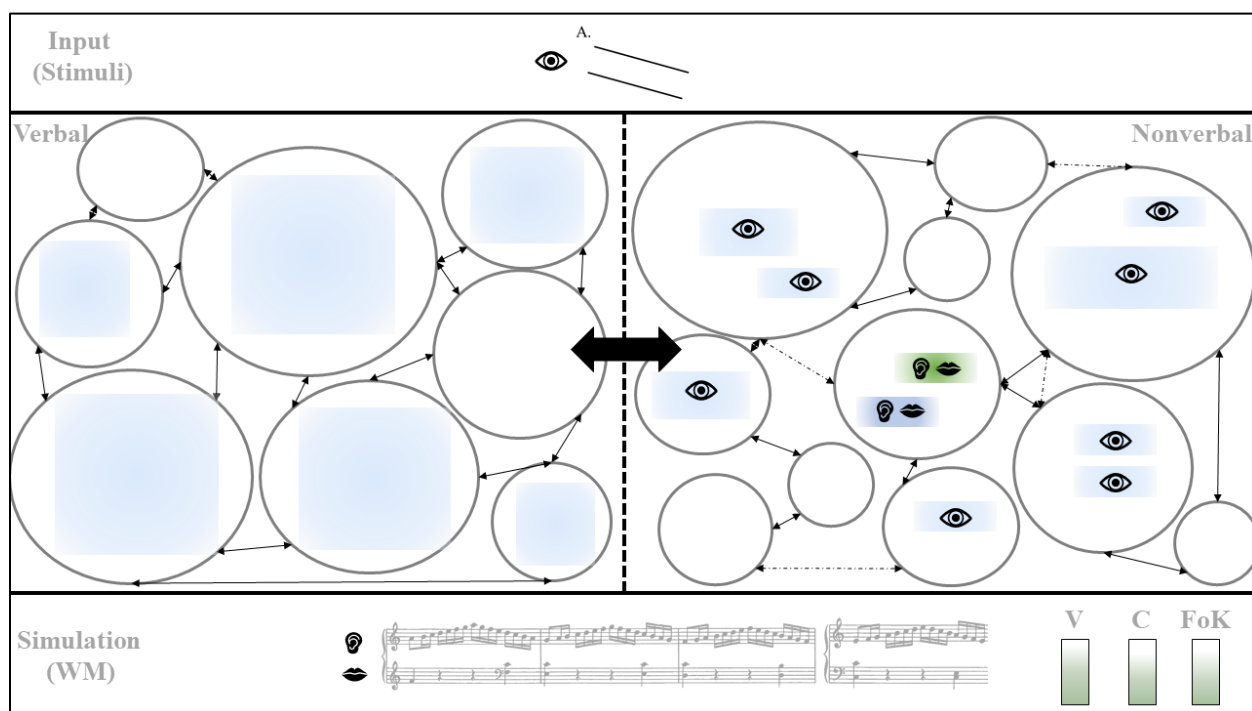 Input
(Stimuli)
A.
Verbal
Nonverbal
Simulation
(WM)
V C FoK